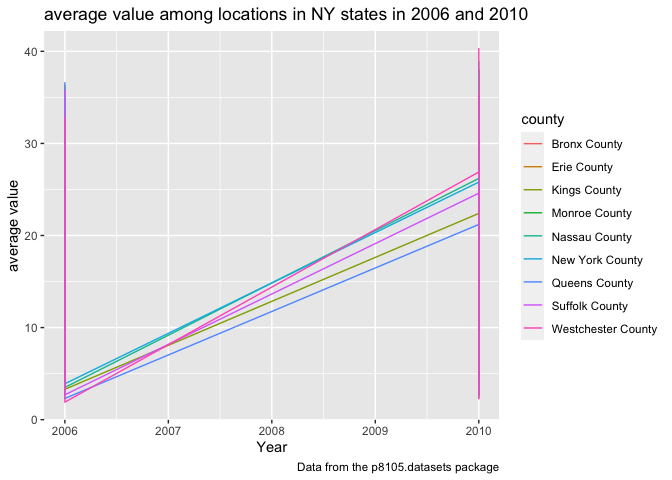 average value among locations in NY states in 2006 and 2010
40
30
20
10
0
average value
2006 2007 2008 2009 2010
Year
county
Bronx County
Erie County
Kings County
Monroe County
Nassau County
New York County
Queens County
Suffolk County
Westchester County
Data from the p8105.datasets package